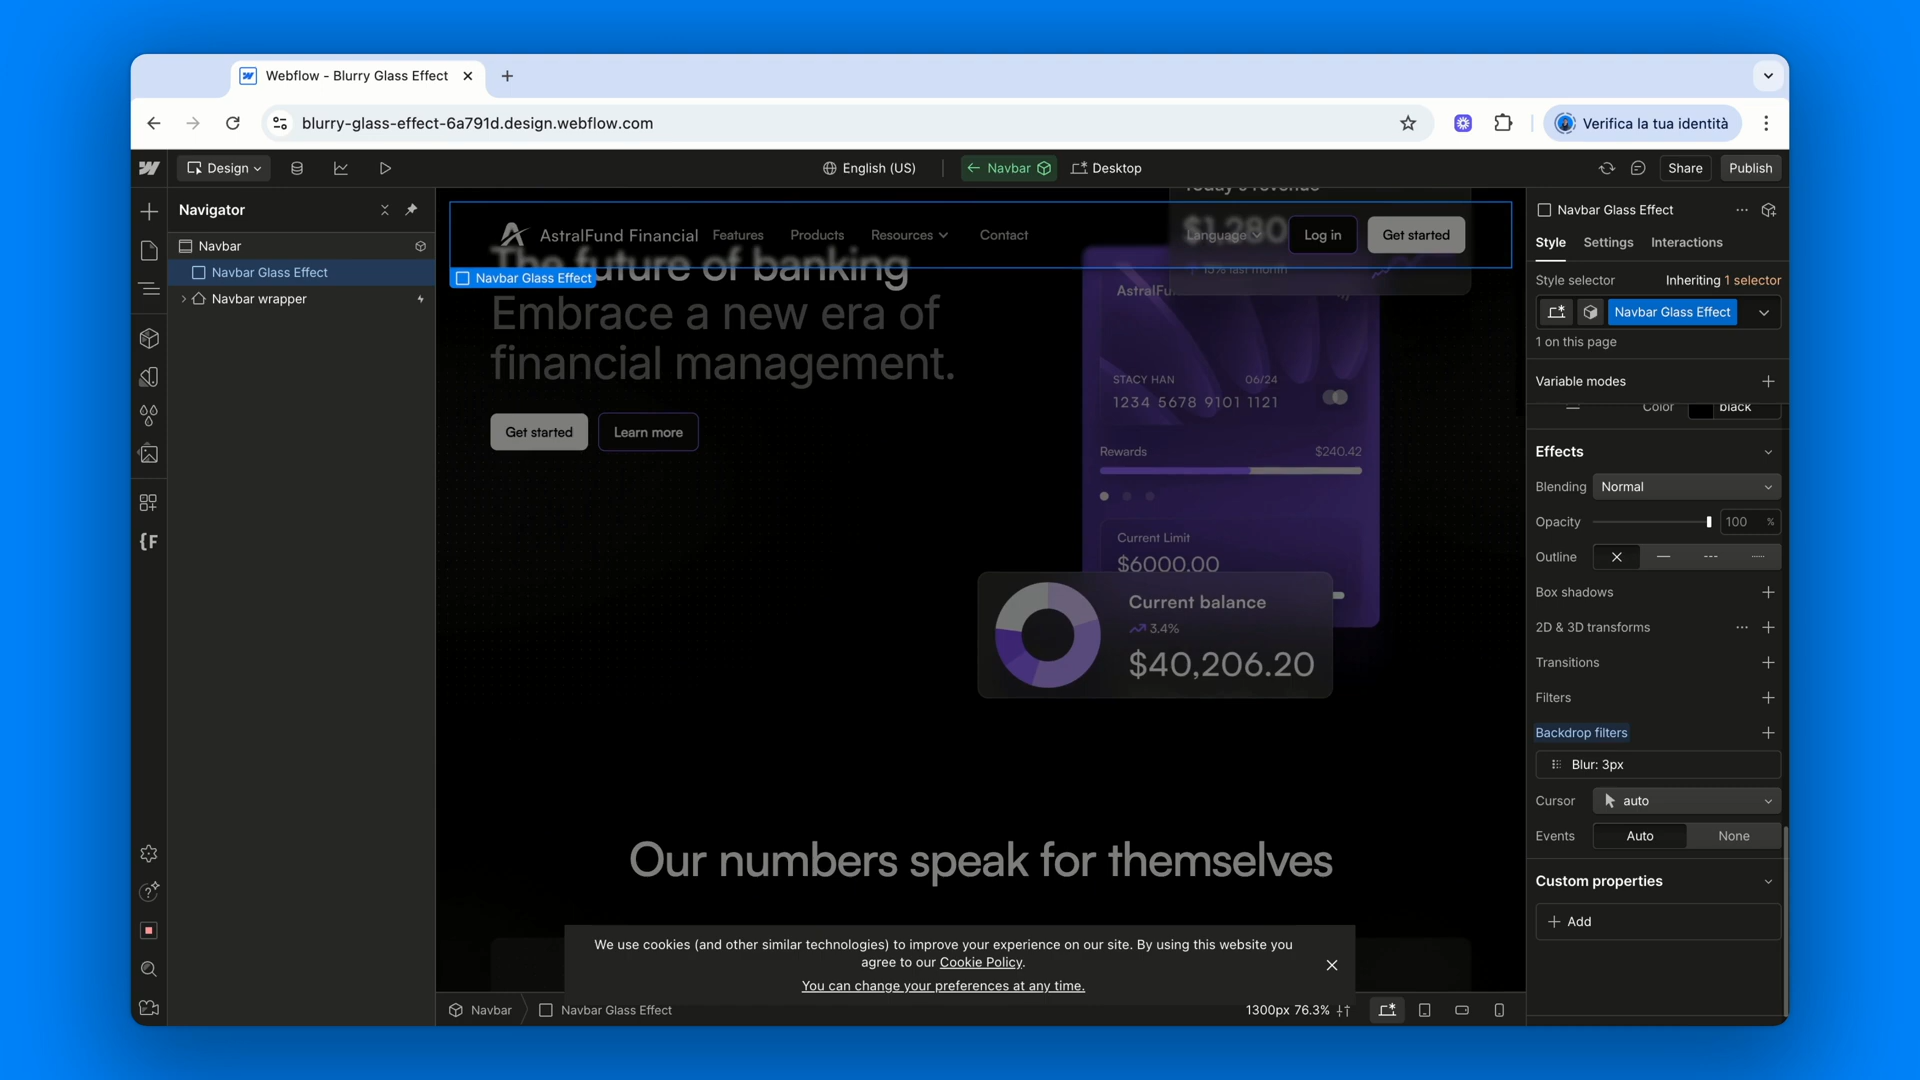 Webflow - Blurry Glass Effect
blurry-glass-effect-6a791d.design.webflow.com
Verifica la tua identità
Design
English (US)
Navbar
Desktop
Share
Publish
Navigator
Navbar
Navbar Glass Effect
Navbar wrapper
Today's revenue
$1,280
15% last month
AstralFund Financial
Features
Products
Resources
Contact
Language
Log in
Get started
Navbar Glass Effect
The future of banking
Embrace a new era of
financial management.
Get started
Learn more
STACY HAN
06/24
1234 5678 9101 1121
Rewards
$240.42
Current Limit
$6000.00
Current balance
3.4%
$40,206.20
Our numbers speak for themselves
We use cookies (and other similar technologies) to improve your experience on our site. By using this website you
agree to our Cookie Policy.
You can change your preferences at any time.
Navbar
Navbar Glass Effect
1300px 76.3%
Navbar Glass Effect
Style
Settings
Interactions
Style selector
Inheriting 1 selector
Navbar Glass Effect
1 on this page
Variable modes
Color
black
Effects
Blending
Normal
Opacity
100 %
Outline
Box shadows
2D & 3D transforms
Transitions
Filters
Backdrop filters
Blur: 3px
Cursor
auto
Events
Auto
None
Custom properties
Add